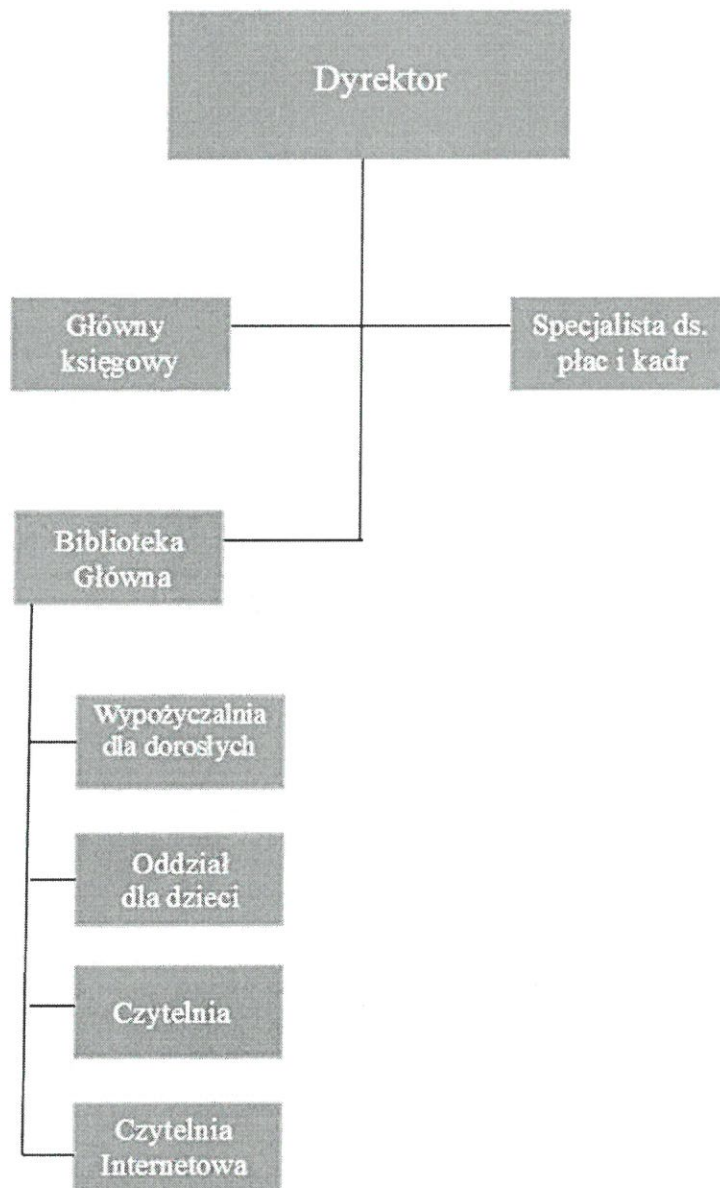 Dyrektor
Główny
księgowy
Specjalista ds.
płac i kadr
Biblioteka
Główna
Wypożyczalnia
dla dorosłych
Oddział
dla dzieci
Czytelnia
Czytelnia
Internetowa